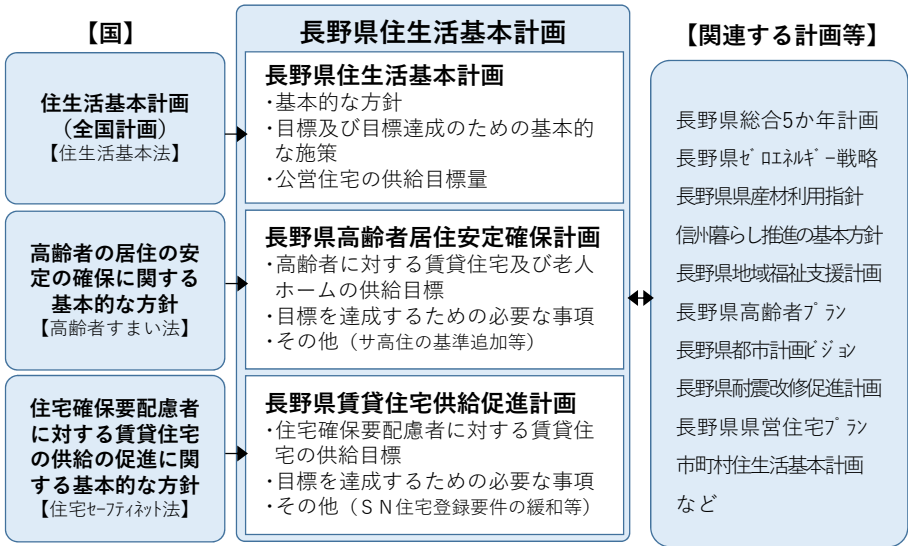 【国】
住生活基本計画
（全国計画）
【住生活基本法】
高齢者の居住の安
定の確保に関する
基本的な方針
【高齢者すまい法】
住宅確保要配慮者
に対する賃貸住宅
の供給の促進に関
する基本的な方針
【住宅ｾｰﾌﾃｨﾈｯﾄ法】
長野県住生活基本計画
長野県住生活基本計画
・基本的な方針
・目標及び目標達成のための基本的
な施策
・公営住宅の供給目標量
長野県高齢者居住安定確保計画
・高齢者に対する賃貸住宅及び老人
ホームの供給目標
・目標を達成するための必要な事項
・その他（サ高住の基準追加等）
長野県賃貸住宅供給促進計画
・住宅確保要配慮者に対する賃貸住
宅の供給目標
・目標を達成するための必要な事項
・その他（ＳＮ住宅登録要件の緩和等）
【関連する計画等】
長野県総合5か年計画
長野県ｾﾞﾛｴﾈﾙｷﾞｰ戦略
長野県県産材利用指針
信州暮らし推進の基本方針
長野県地域福祉支援計画
長野県高齢者ﾌﾟﾗﾝ
長野県都市計画ﾋﾞｼﾞｮﾝ
長野県耐震改修促進計画
長野県県営住宅ﾌﾟﾗﾝ
市町村住生活基本計画
など